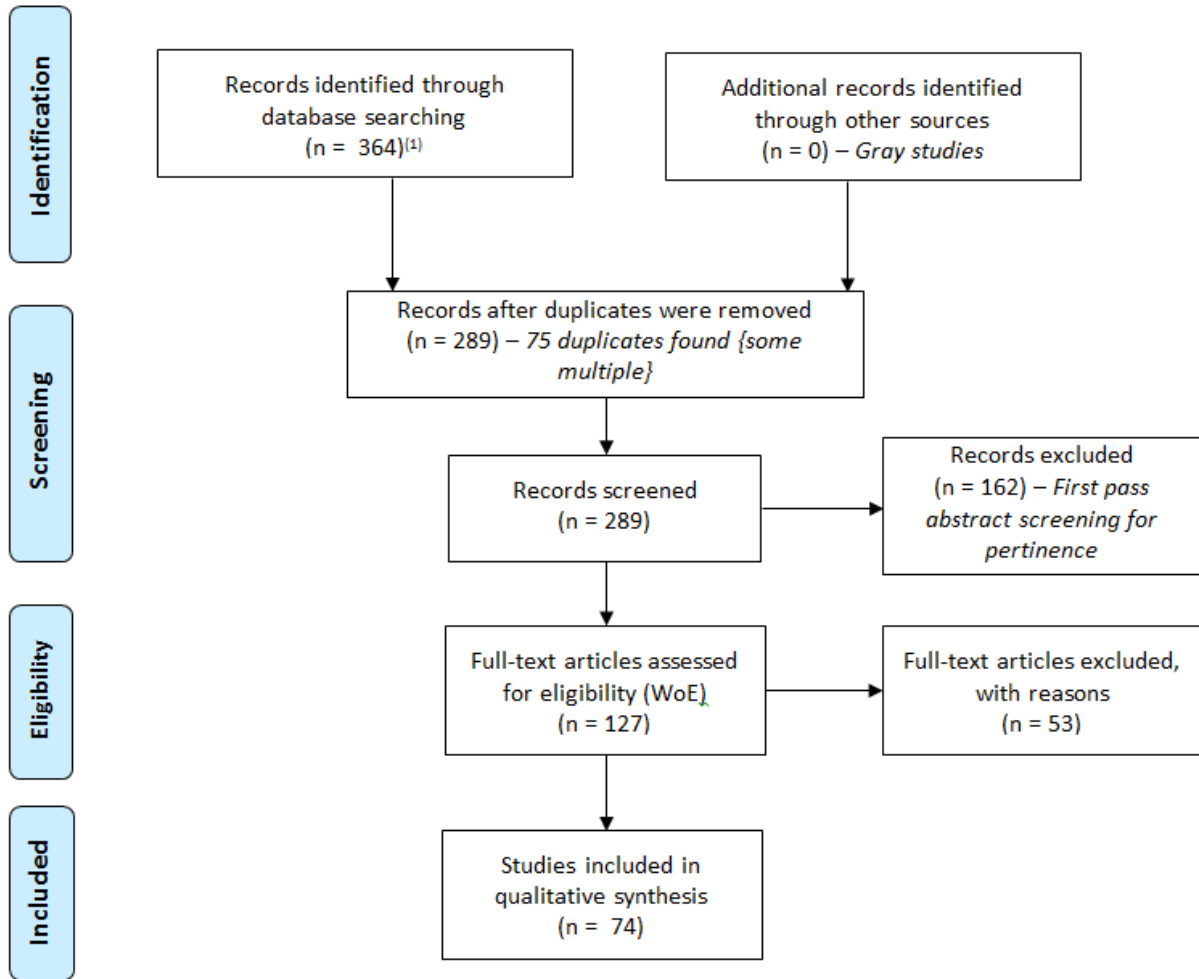 Identification
Records identified through
database searching
(n = 364)(1)
Additional records identified
through other sources
(n = 0) – Gray studies
Screening
Records after duplicates were removed
(n = 289) – 75 duplicates found {some
multiple}
Records screened
(n = 289)
Records excluded
(n = 162) – First pass
abstract screening for
pertinence
Eligibility
Full-text articles assessed
for eligibility (WoE)
(n = 127)
Full-text articles excluded,
with reasons
(n = 53)
Included
Studies included in
qualitative synthesis
(n = 74)